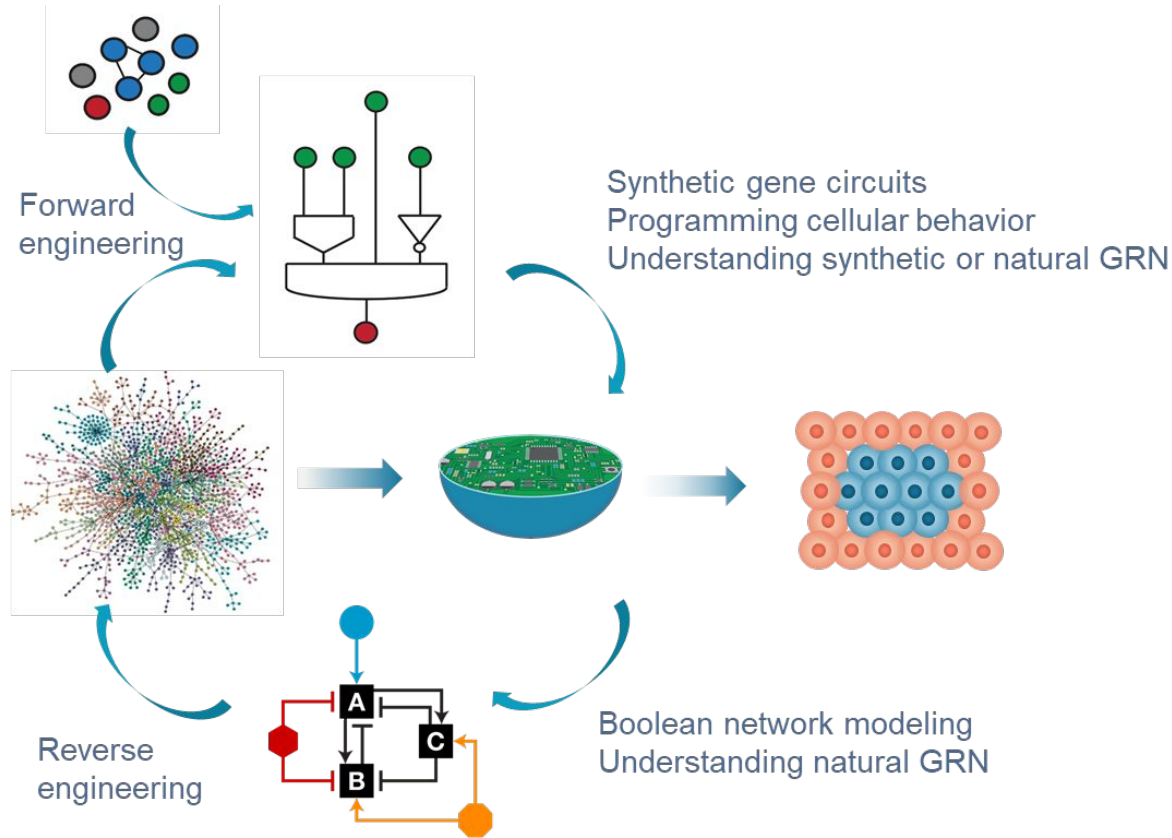 Forward
engineering
Synthetic gene circuits
Programming cellular behavior
Understanding synthetic or natural GRN
A
C
B
Reverse
engineering
Boolean network modeling
Understanding natural GRN